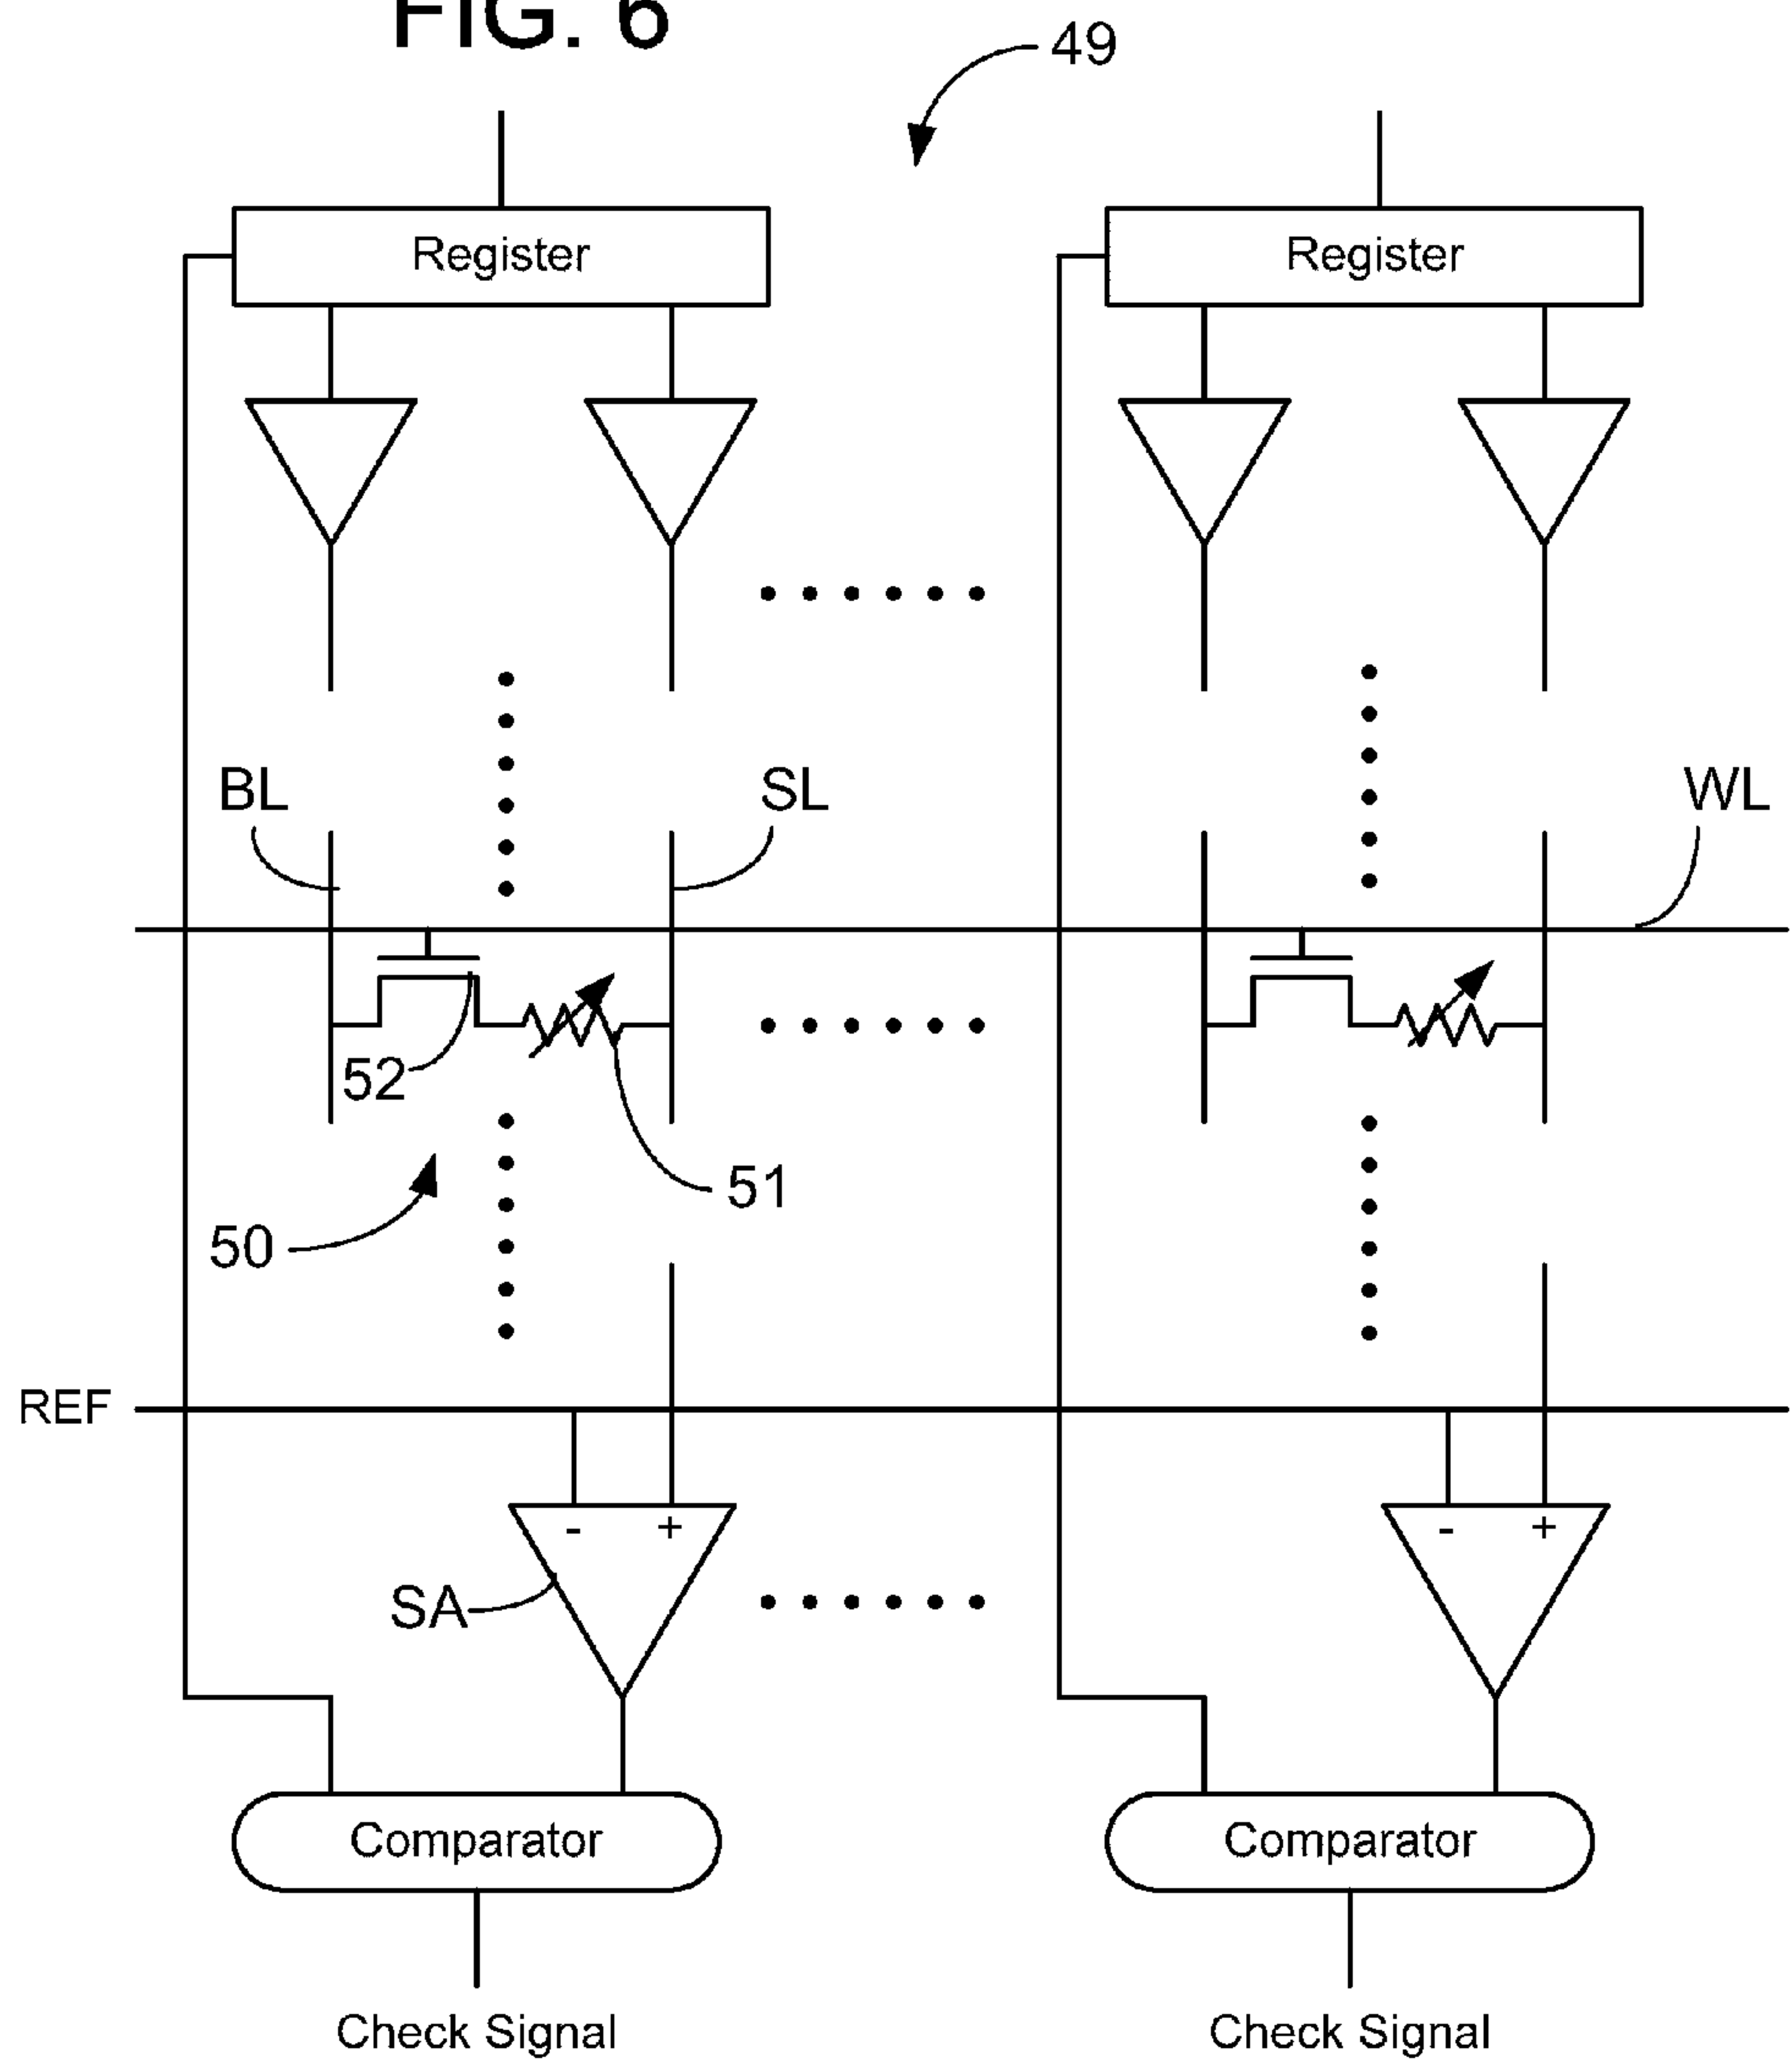 FIG. 6
49
Register
Register
BL
SL
WL
52
51
50
REF
- +
- +
SA
Comparator
Comparator
Check Signal
Check Signal